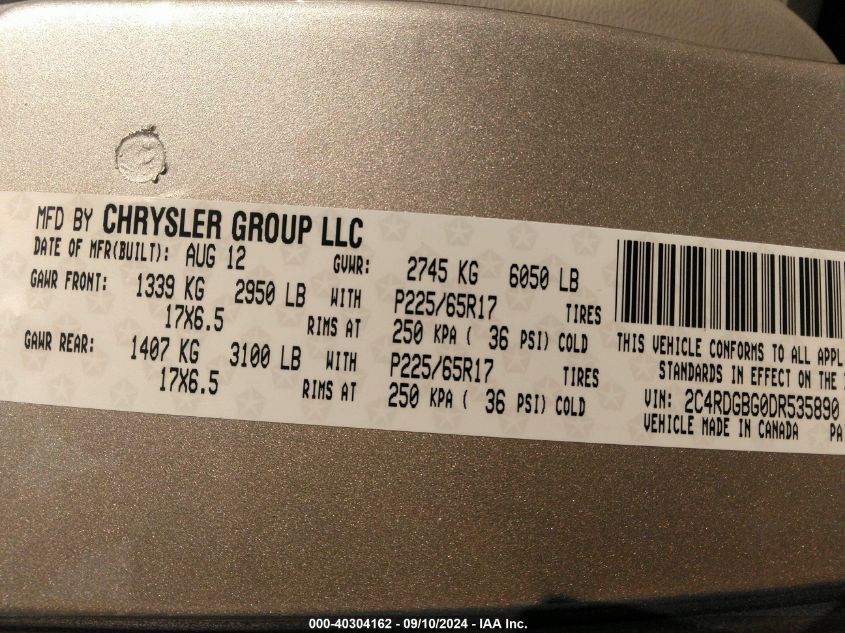 MFD BY CHRYSLER GROUP LLC
DATE OF MFR(BUILT): AUG 12 GVWR: 2745 KG 6050 LB
GAWR FRONT: 1339 KG 2950 LB WITH P225/65R17 TIRES
17X6.5 RIMS AT 250 KPA ( 36 PSI) COLD
GAWR REAR: 1407 KG 3100 LB WITH P225/65R17 TIRES
17X6.5 RIMS AT 250 KPA ( 36 PSI) COLD
THIS VEHICLE CONFORMS TO ALL APPL
STANDARDS IN EFFECT ON THE
VIN: 2C4RDGBG0DR535890
VEHICLE MADE IN CANADA PA
000-40304162 - 09/10/2024 - IAA Inc.